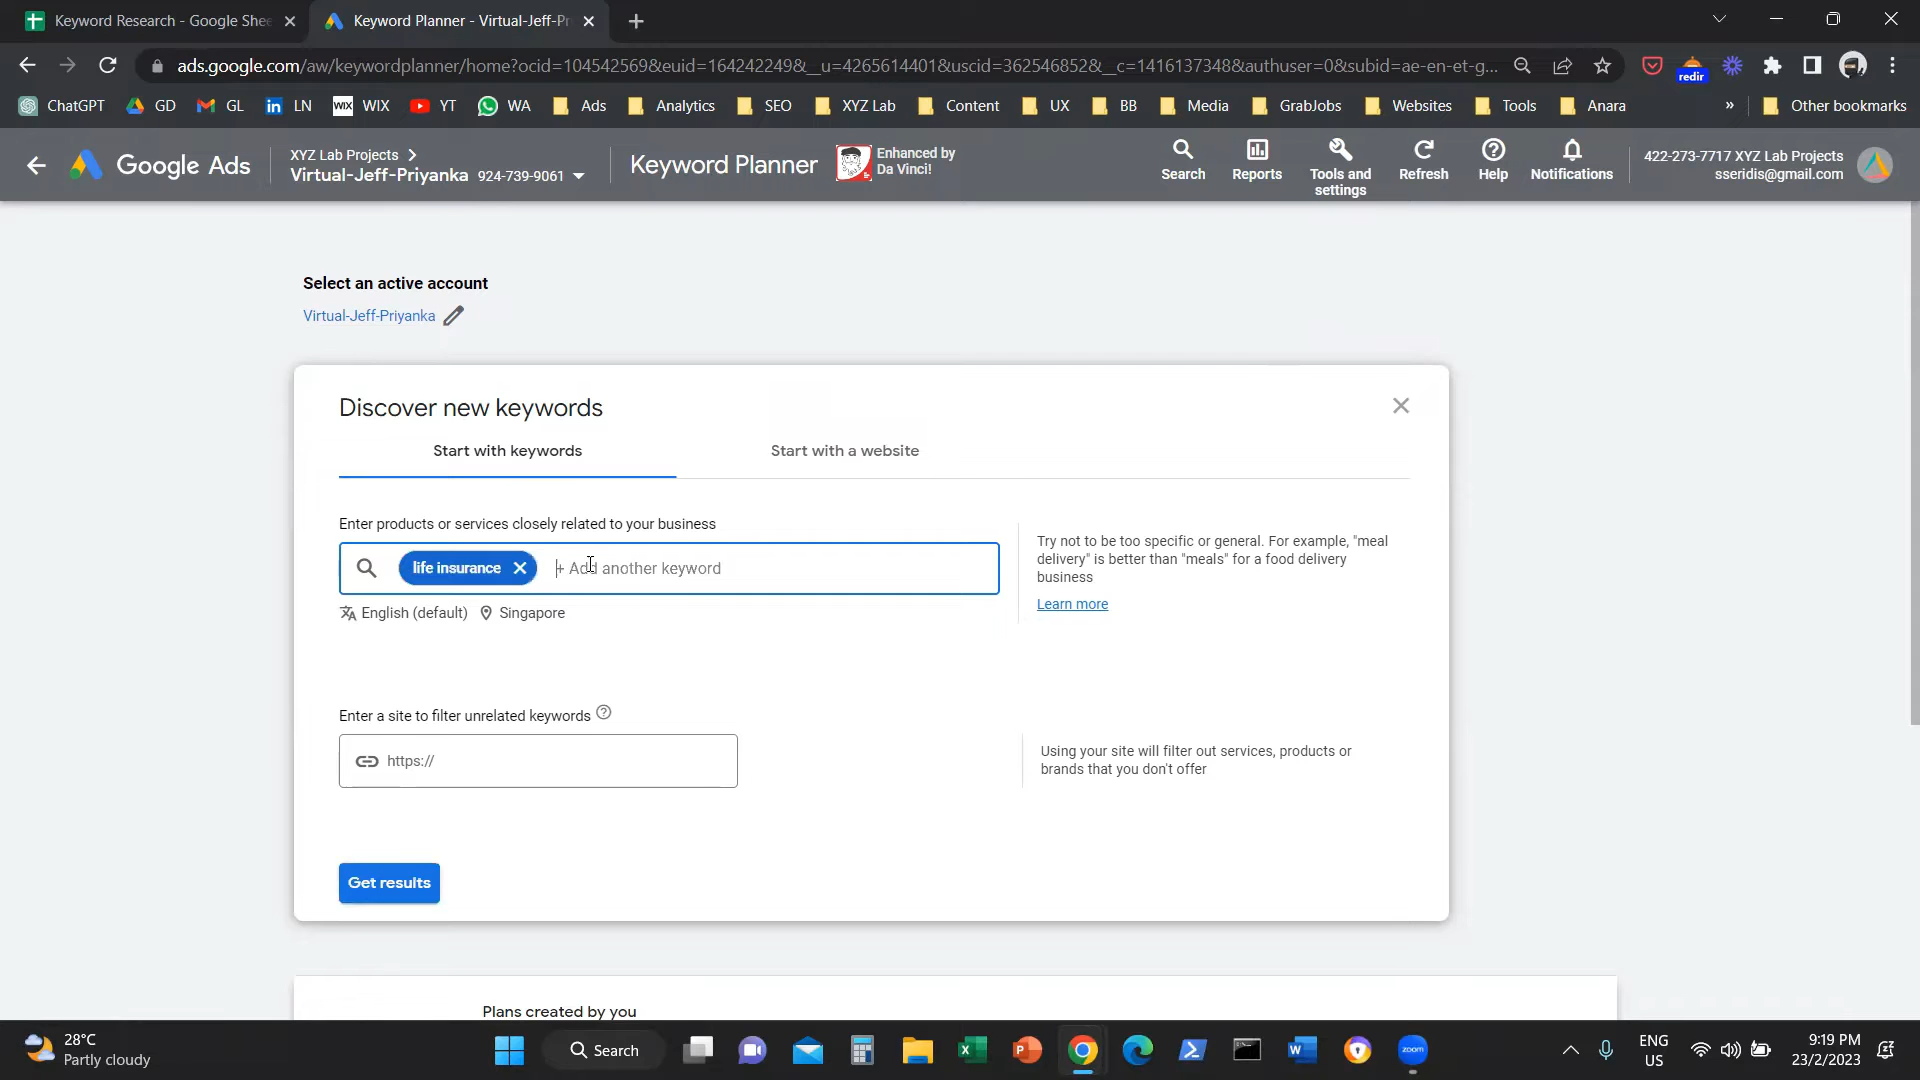 Keyword Research - Google She
Keyword Planner - Virtual-Jeff-Pr
ads.google.com/aw/keywordplanner/home?ocid=104542569&euid=164242249&__u=4265614401&uscid=362546852&__c=1416137348&authuser=0&subid=ae-en-et-g...
redir
ChatGPT GD GL LN WIX WIX YT WA Ads Analytics SEO XYZ Lab Content UX BB Media GrabJobs Websites Tools Anara » Other bookmarks
Google Ads
XYZ Lab Projects
Virtual-Jeff-Priyanka 924-739-9061
Keyword Planner
Enhanced by
Da Vinci!
Search
Reports
Tools and
settings
Refresh
Help
Notifications
422-273-7717 XYZ Lab Projects
sseridis@gmail.com
Select an active account
Virtual-Jeff-Priyanka
Discover new keywords
Start with keywords
Start with a website
Enter products or services closely related to your business
life insurance
+ Add another keyword
English (default) Singapore
Try not to be too specific or general. For example, "meal
delivery" is better than "meals" for a food delivery
business
Learn more
Enter a site to filter unrelated keywords
https://
Using your site will filter out services, products or
brands that you don't offer
Get results
Plans created by you
28°C
Partly cloudy
Search
zoom
ENG
US
9:19 PM
23/2/2023